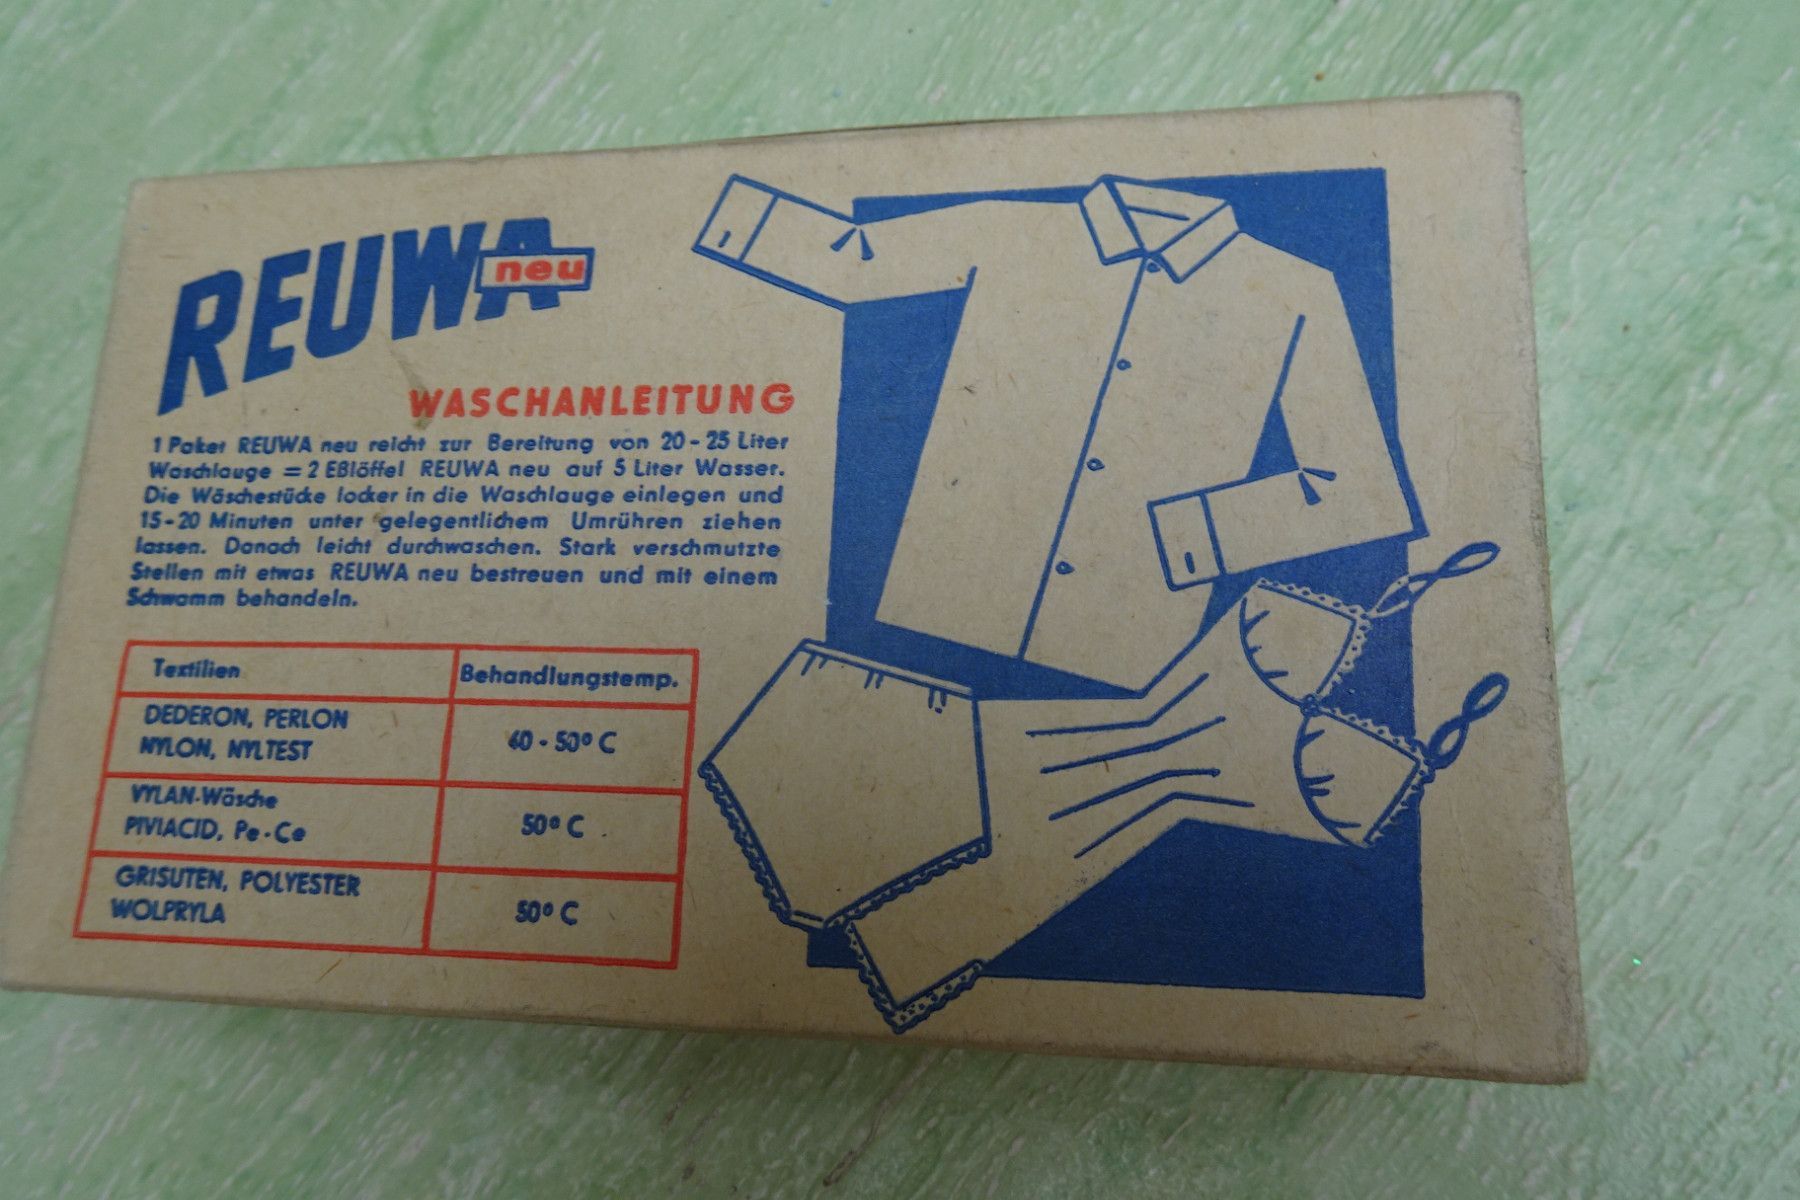 REUWA neu
WASCHANLEITUNG
1 Paket REUWA neu reicht zur Bereitung von 20-25 Liter
Waschlauge = 2 Eßlöffel REUWA neu auf 5 Liter Wasser.
Die Wäschestücke locker in die Waschlauge einlegen und
15-20 Minuten unter gelegentlichem Umrühren ziehen
lassen. Danach leicht durchwaschen. Stark verschmutzte
Stellen mit etwas REUWA neu bestreuen und mit einem
Schwamm behandeln.
Textilien Behandlungstemp.
DEDERON, PERLON
NYLON, NYLTEST
40-50° C
VYLAN-Wäsche
PIVIACID, Pe-Ce
50° C
GRISUTEN, POLYESTER
WOLPRYLA
50° C